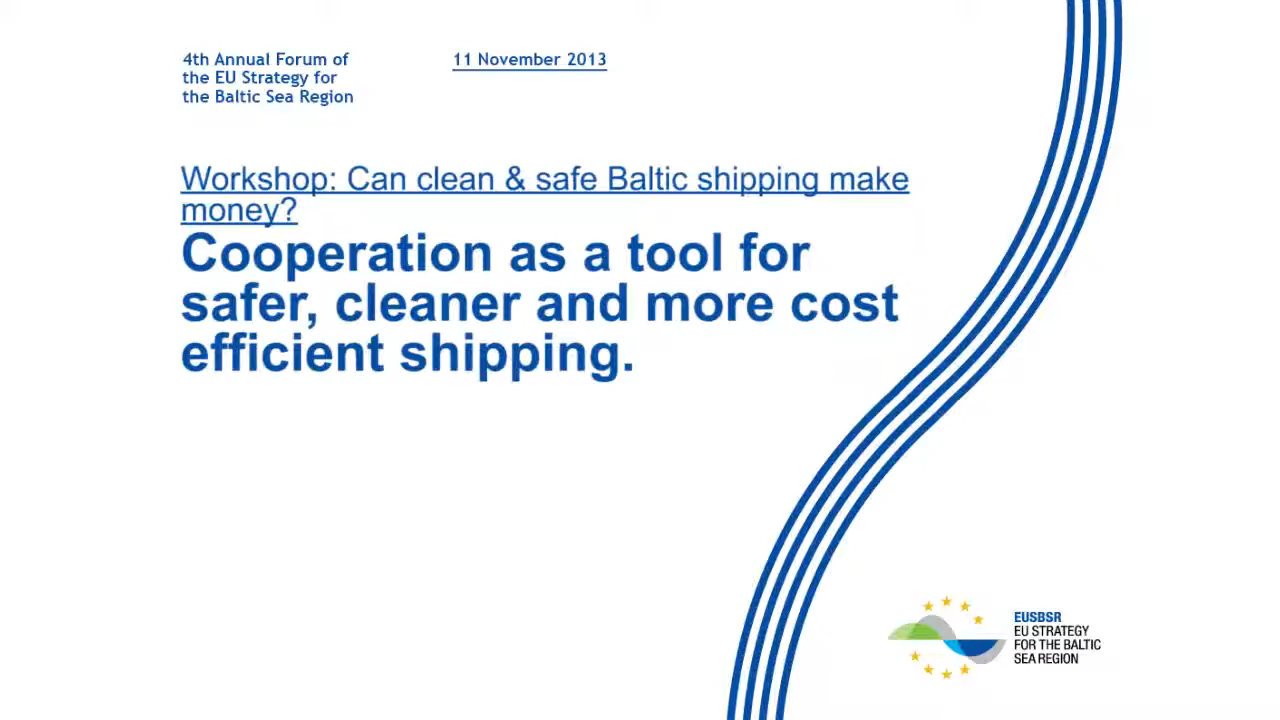 4th Annual Forum of
the EU Strategy for
the Baltic Sea Region
11 November 2013
Workshop: Can clean & safe Baltic shipping make
money?
Cooperation as a tool for
safer, cleaner and more cost
efficient shipping.
EUSBSR
EU STRATEGY
FOR THE BALTIC
SEA REGION